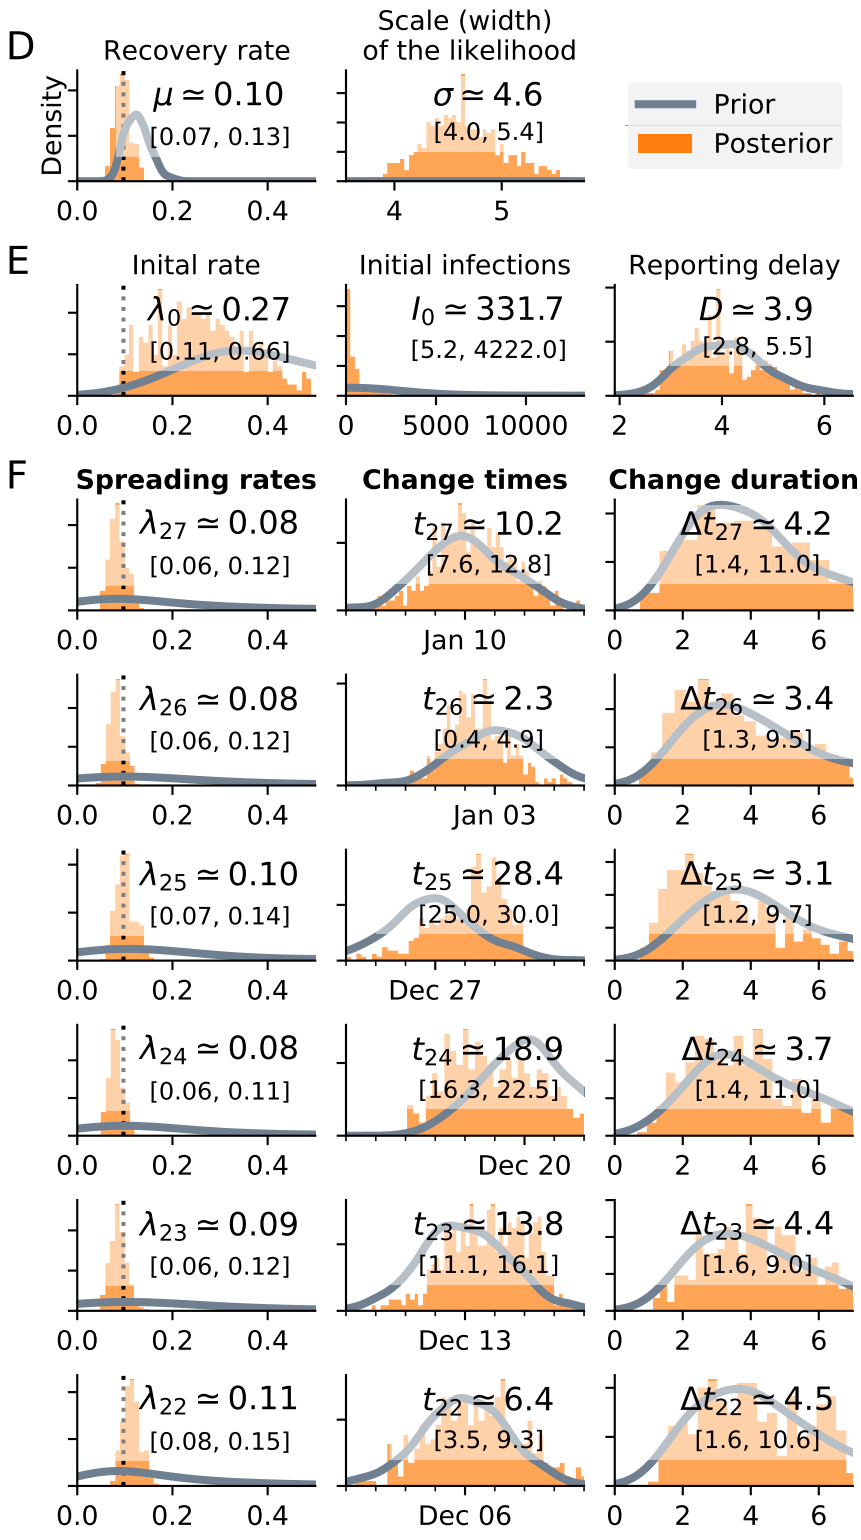 D
Recovery rate
Scale (width)
of the likelihood
Density
μ ≃ 0.10
[0.07, 0.13]
0.0 0.2 0.4
σ ≃ 4.6
[4.0, 5.4]
4 5
Prior
Posterior
E
Inital rate
λ0 ≃ 0.27
[0.11, 0.66]
0.0 0.2 0.4
Initial infections
I0 ≃ 331.7
[5.2, 4222.0]
0 5000 10000
Reporting delay
D ≃ 3.9
[2.8, 5.5]
2 4 6
F
Spreading rates
Change times
Change duration
λ27 ≃ 0.08
[0.06, 0.12]
0.0 0.2 0.4
t27 ≃ 10.2
[7.6, 12.8]
Jan 10
Δt27 ≃ 4.2
[1.4, 11.0]
0 2 4 6
λ26 ≃ 0.08
[0.06, 0.12]
0.0 0.2 0.4
t26 ≃ 2.3
[0.4, 4.9]
Jan 03
Δt26 ≃ 3.4
[1.3, 9.5]
0 2 4 6
λ25 ≃ 0.10
[0.07, 0.14]
0.0 0.2 0.4
t25 ≃ 28.4
[25.0, 30.0]
Dec 27
Δt25 ≃ 3.1
[1.2, 9.7]
0 2 4 6
λ24 ≃ 0.08
[0.06, 0.11]
0.0 0.2 0.4
t24 ≃ 18.9
[16.3, 22.5]
Dec 20
Δt24 ≃ 3.7
[1.4, 11.0]
0 2 4 6
λ23 ≃ 0.09
[0.06, 0.12]
0.0 0.2 0.4
t23 ≃ 13.8
[11.1, 16.1]
Dec 13
Δt23 ≃ 4.4
[1.6, 9.0]
0 2 4 6
λ22 ≃ 0.11
[0.08, 0.15]
0.0 0.2 0.4
t22 ≃ 6.4
[3.5, 9.3]
Dec 06
Δt22 ≃ 4.5
[1.6, 10.6]
0 2 4 6